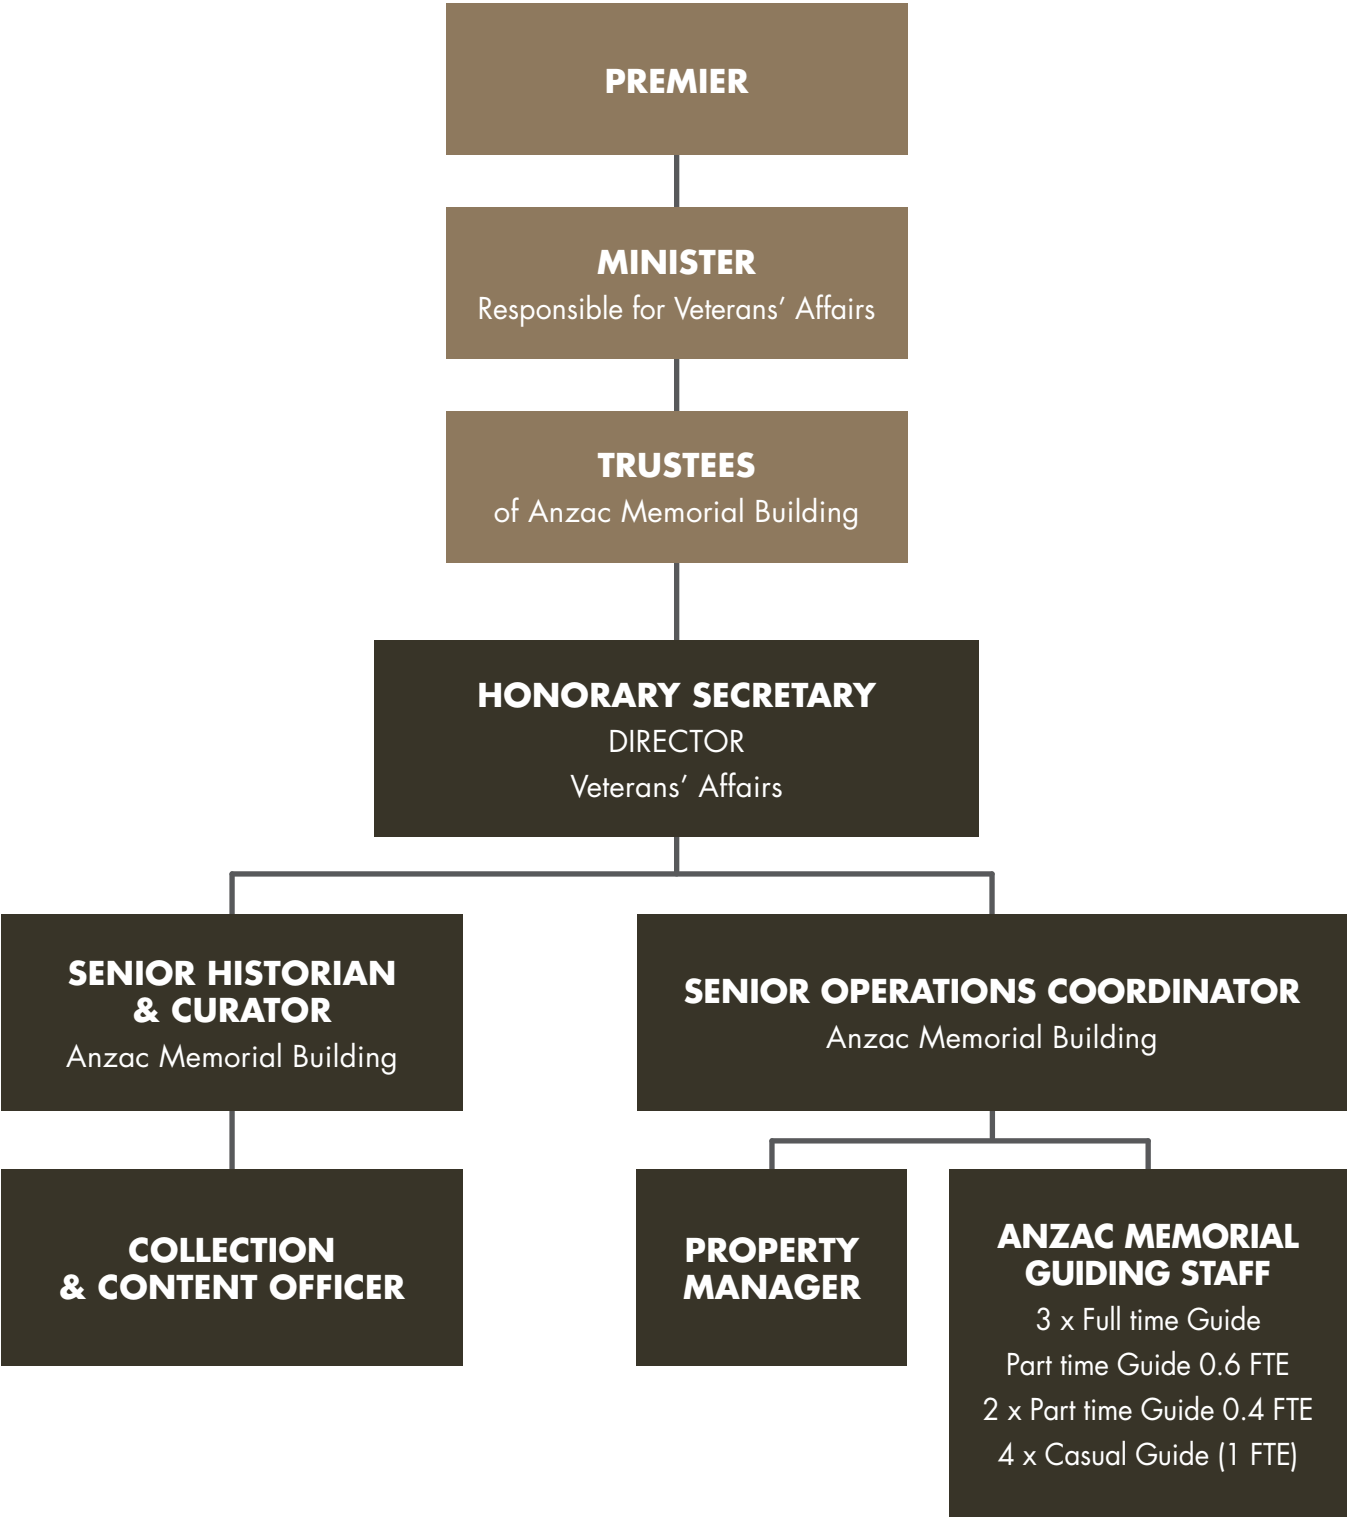 PREMIER
MINISTER
Responsible for Veterans’ Affairs
TRUSTEES
of Anzac Memorial Building
HONORARY SECRETARY
DIRECTOR
Veterans’ Affairs
SENIOR HISTORIAN
& CURATOR
Anzac Memorial Building
SENIOR OPERATIONS COORDINATOR
Anzac Memorial Building
COLLECTION
& CONTENT OFFICER
PROPERTY
MANAGER
ANZAC MEMORIAL
GUIDING STAFF
3 x Full time Guide
Part time Guide 0.6 FTE
2 x Part time Guide 0.4 FTE
4 x Casual Guide (1 FTE)